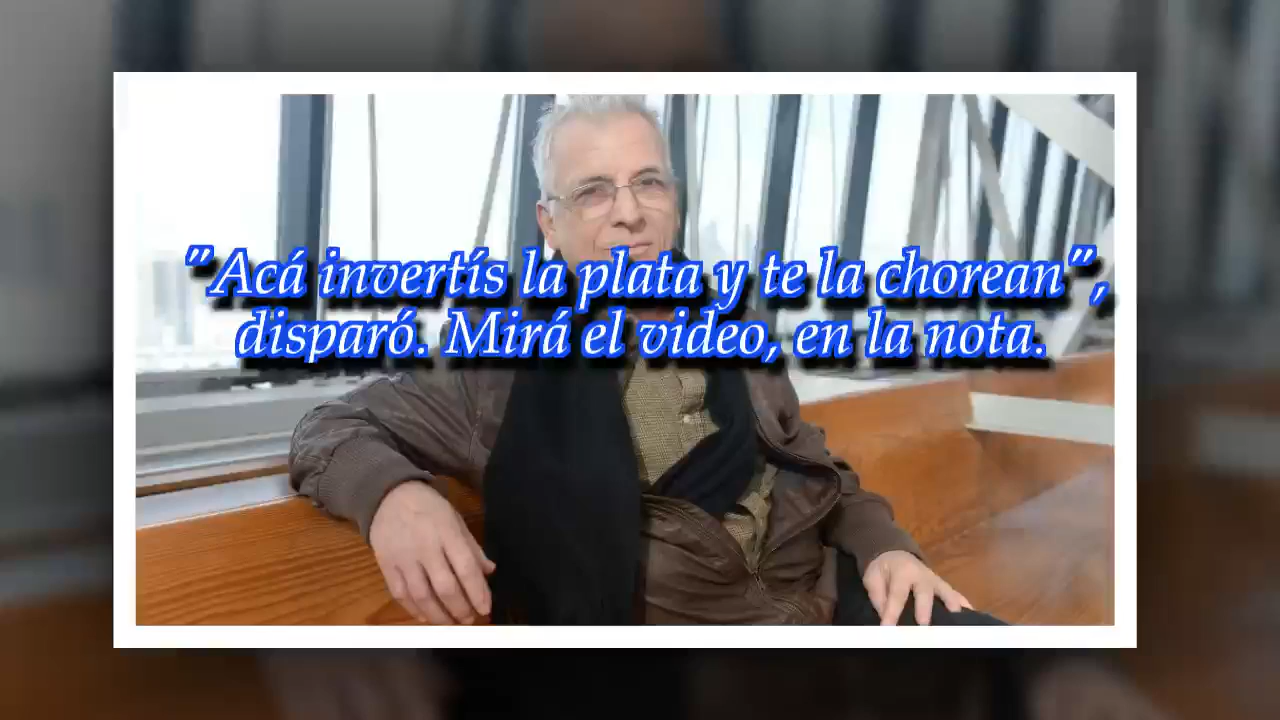 "Acá invertís la plata y te la chorean",
disparó. Mirá el video, en la nota.